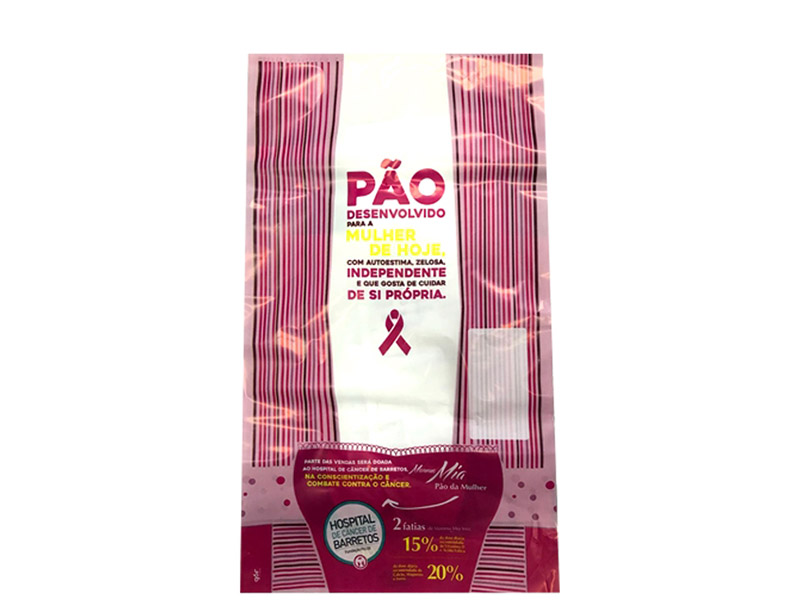 PÃO
DESENVOLVIDO
PARA A
MULHER
DE HOJE,
COM AUTOESTIMA, ZELOSA,
INDEPENDENTE
E QUE GOSTA DE CUIDAR
DE SI PRÓPRIA.
PARTE DAS VENDAS SERÁ DOADA
AO HOSPITAL DE CÂNCER DE BARRETOS,
NA CONSCIENTIZAÇÃO E
COMBATE CONTRA O CÂNCER.
Mia
Pão da Mulher
HOSPITAL
DE CÂNCER DE
BARRETOS
2 fatias
15%
20%